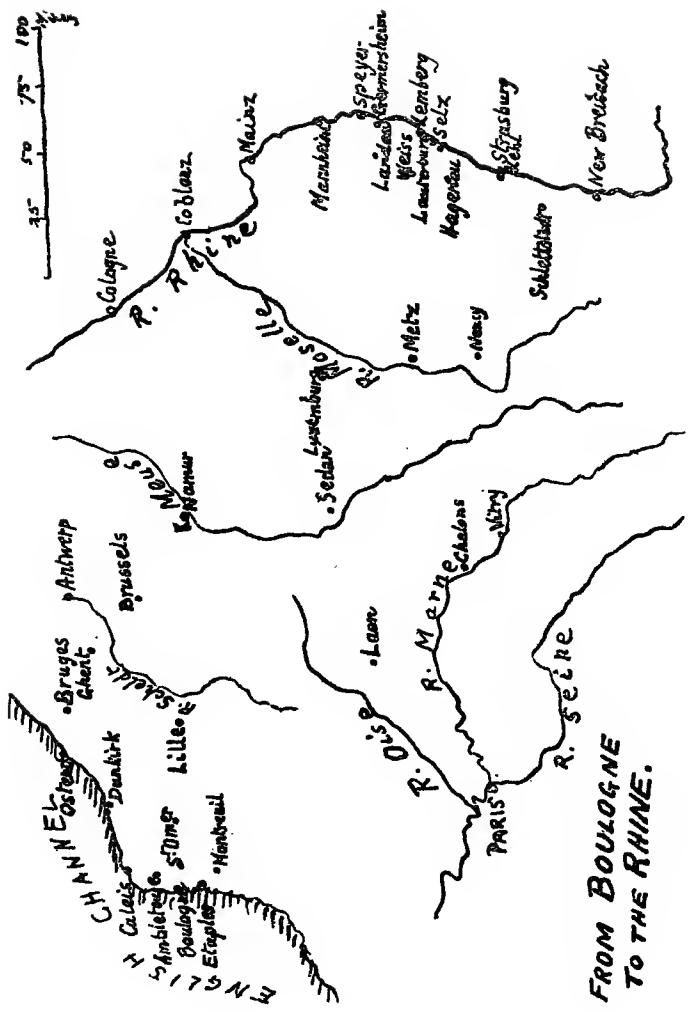 25 50 75 100
ENGLISH CHANNEL
Ostend
Bruges
Ghent
Antwerp
Brussels
Dunkirk
Calais
Boulogne
Etaples
St Omer
Montreuil
Lille
R. Scheldt
Meuse
Namur
Cologne
R. Rhine
Coblenz
Mainz
Mannheim
Speyer
Germersheim
Landau
Weiss
emberg
Lauterburg
Selz
Hagenau
Strasburg
Kehl
New Breisach
R. Moselle
Luxemburg
Sedan
Metz
Nancy
R. Oise
Laon
R. Marne
Chalons
Vitry
PARIS
R. Seine
FROM BOULOGNE
TO THE RHINE.